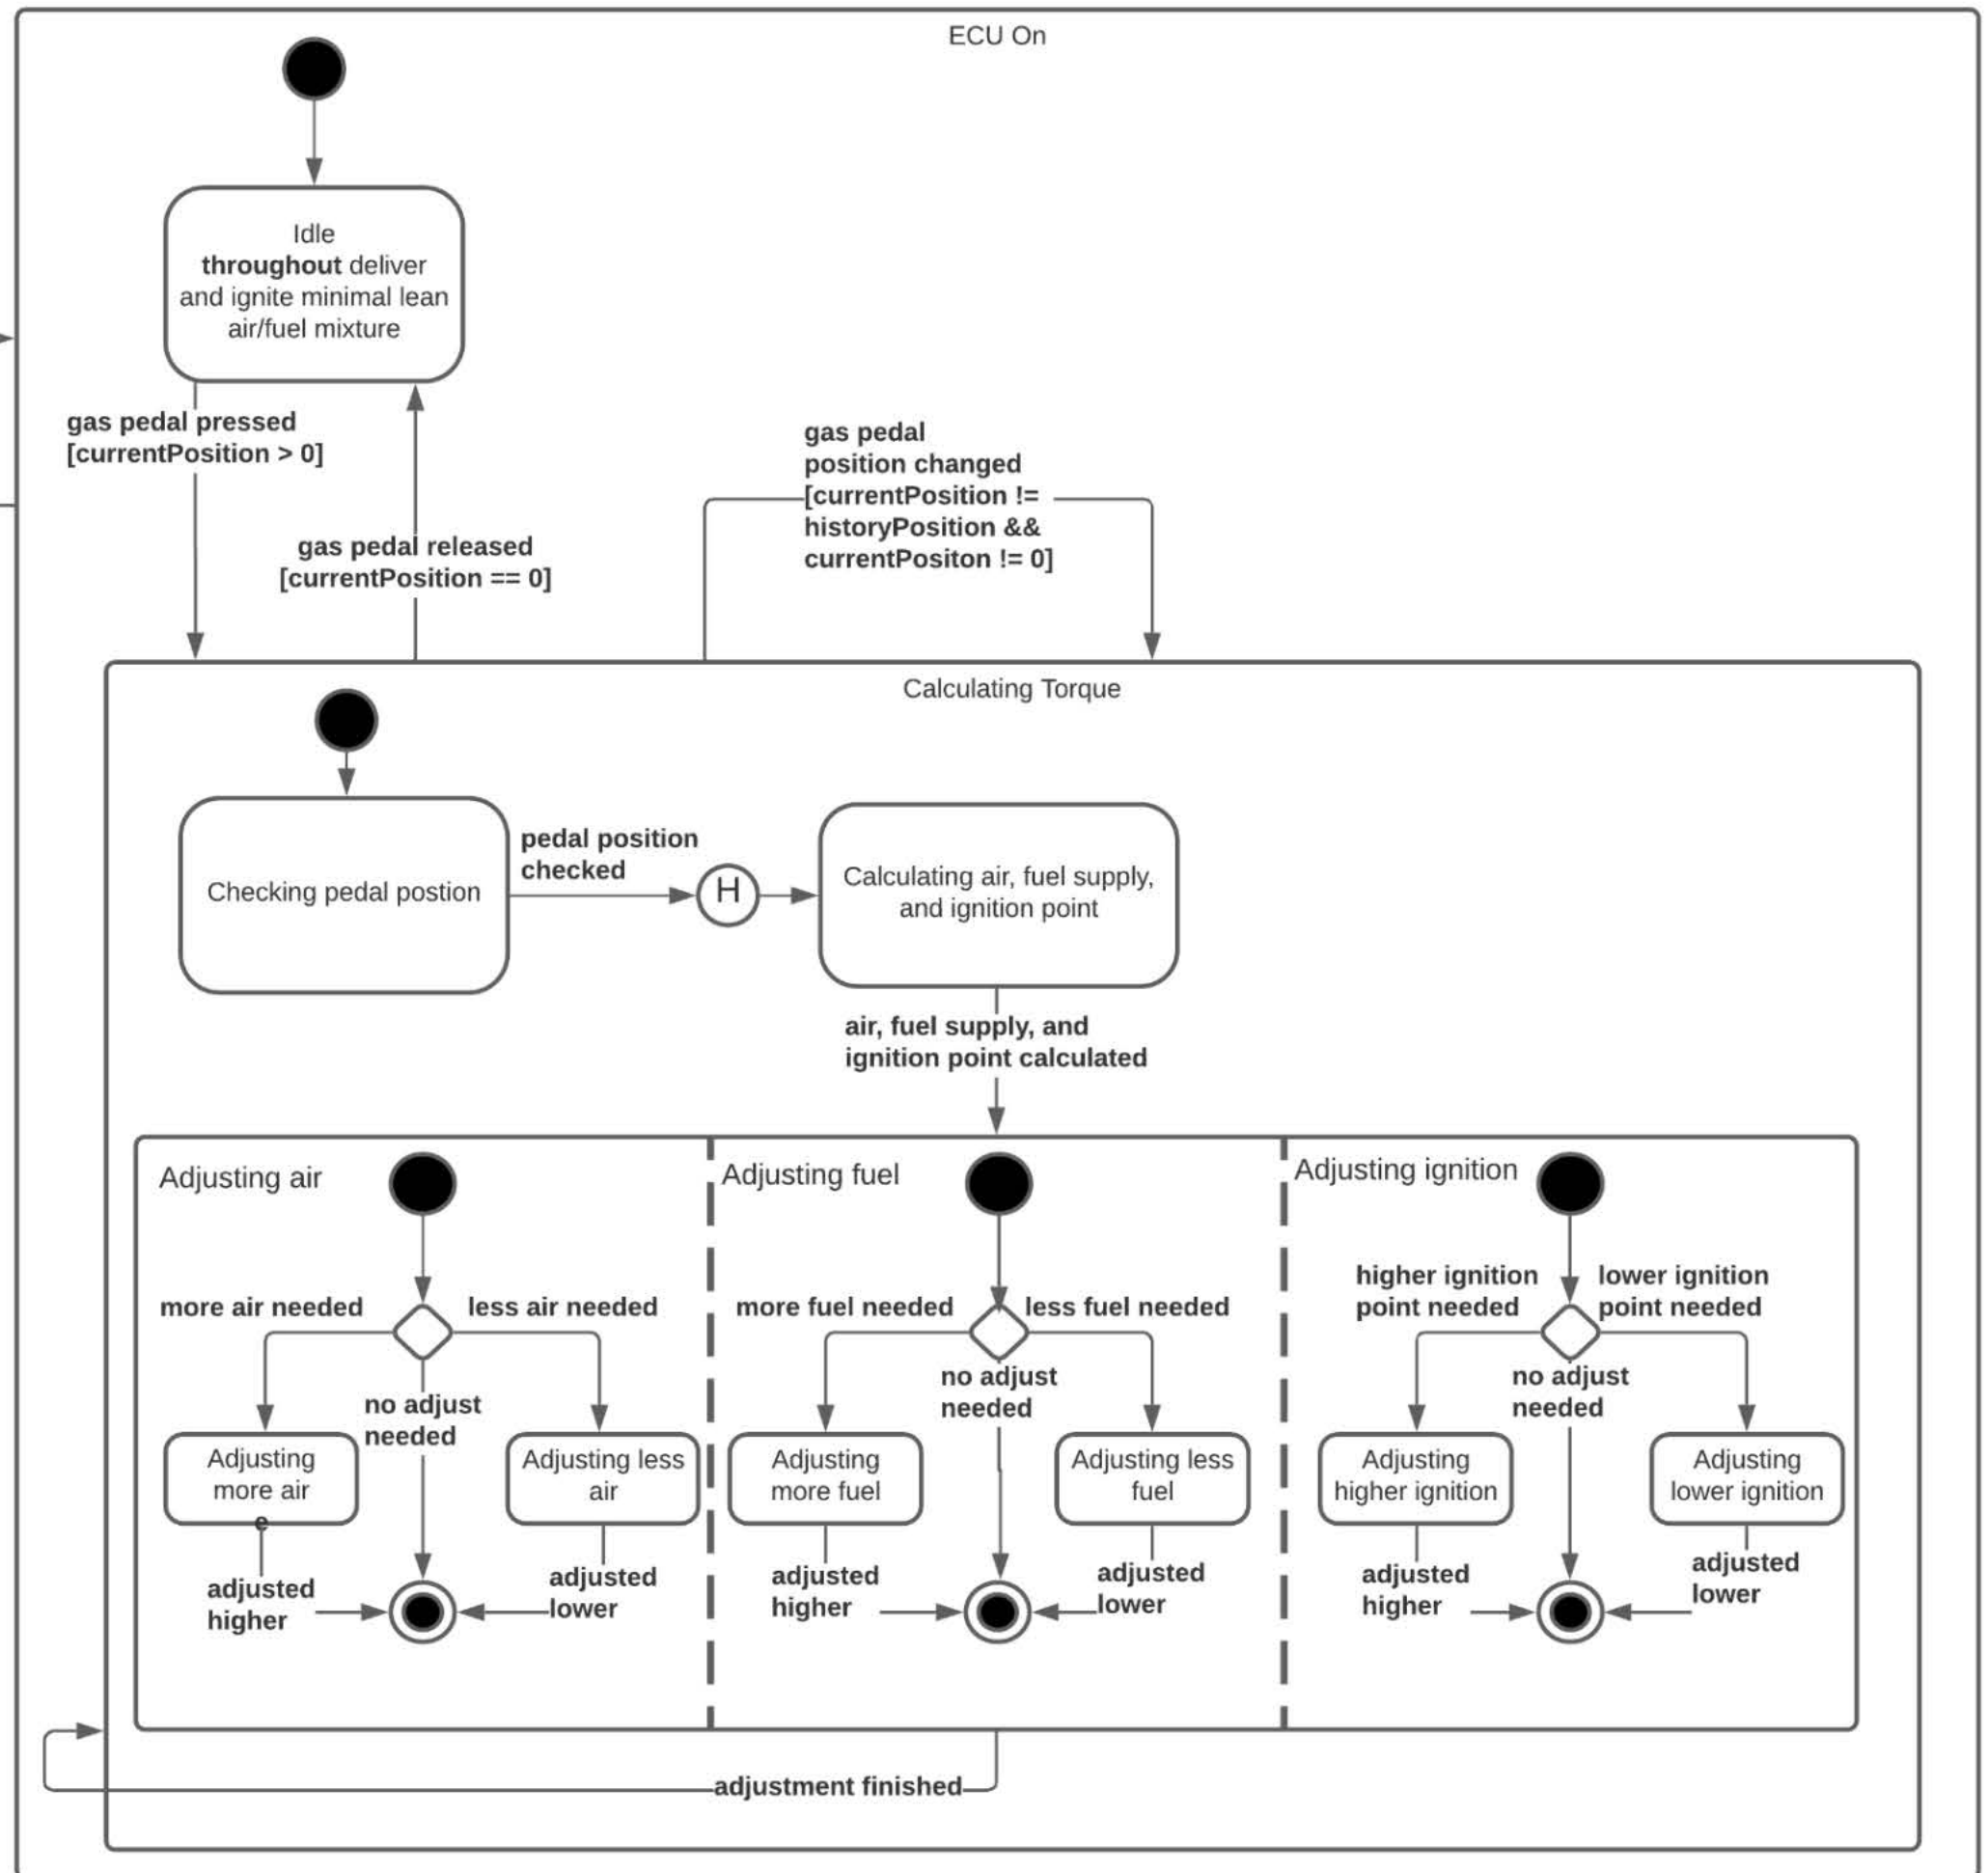 ECU On
Idle
throughout deliver
and ignite minimal lean
air/fuel mixture
gas pedal pressed
[currentPosition > 0]
gas pedal released
[currentPosition == 0]
gas pedal
position changed
[currentPosition !=
historyPosition &&
currentPositon != 0]
Calculating Torque
Checking pedal postion
pedal position
checked
H
Calculating air, fuel supply,
and ignition point
air, fuel supply, and
ignition point calculated
Adjusting air
more air needed
less air needed
no adjust
needed
Adjusting
more air
e
Adjusting less
air
adjusted
higher
adjusted
lower
Adjusting fuel
more fuel needed
less fuel needed
no adjust
needed
Adjusting
more fuel
Adjusting less
fuel
adjusted
higher
adjusted
lower
Adjusting ignition
higher ignition
point needed
lower ignition
point needed
no adjust
needed
Adjusting
higher ignition
Adjusting
lower ignition
adjusted
higher
adjusted
lower
adjustment finished